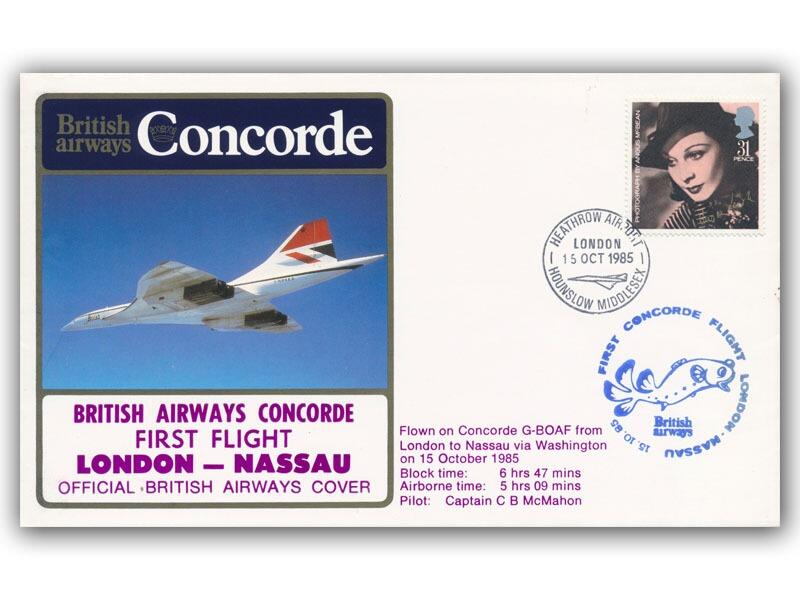 British
airways
Concorde
BRITISH AIRWAYS CONCORDE
FIRST FLIGHT
LONDON – NASSAU
OFFICIAL BRITISH AIRWAYS COVER
PHOTOGRAPH BY ANGUS McBEAN
31
PENCE
HEATHROW AIRPORT
LONDON
15 OCT 1985
HOUNSLOW MIDDLESEX
FIRST CONCORDE FLIGHT LONDON - NASSAU
British
airways
15.10.85
Flown on Concorde G-BOAF from
London to Nassau via Washington
on 15 October 1985
Block time: 6 hrs 47 mins
Airborne time: 5 hrs 09 mins
Pilot: Captain C B McMahon